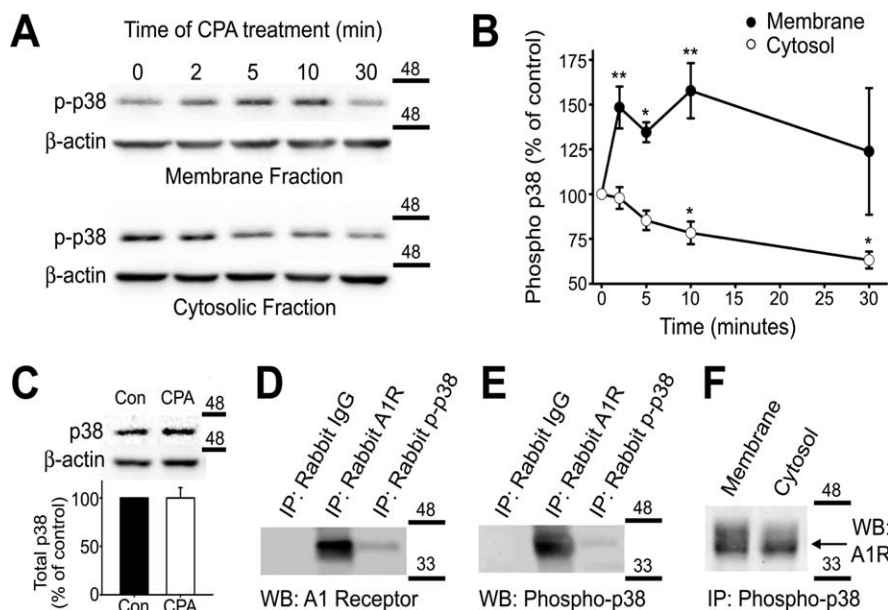 A
Time of CPA treatment (min)
0 2 5 10 30
48
p-p38
48
β-actin
Membrane Fraction
48
p-p38
48
β-actin
Cytosolic Fraction
B
Membrane
Cytosol
Phospho p38 (% of control)
150
125
100
75
50
** * ** * *
0 5 10 15 20 25 30
Time (minutes)
C
Con CPA
48
p38
48
β-actin
Total p38
(% of control)
100
50
0
Con CPA
D
IP: Rabbit IgG
IP: Rabbit A1R
IP: Rabbit p-p38
48
33
WB: A1 Receptor
E
IP: Rabbit IgG
IP: Rabbit A1R
IP: Rabbit p-p38
48
33
WB: Phospho-p38
F
Membrane
Cytosol
48
WB:
A1R
33
IP: Phospho-p38